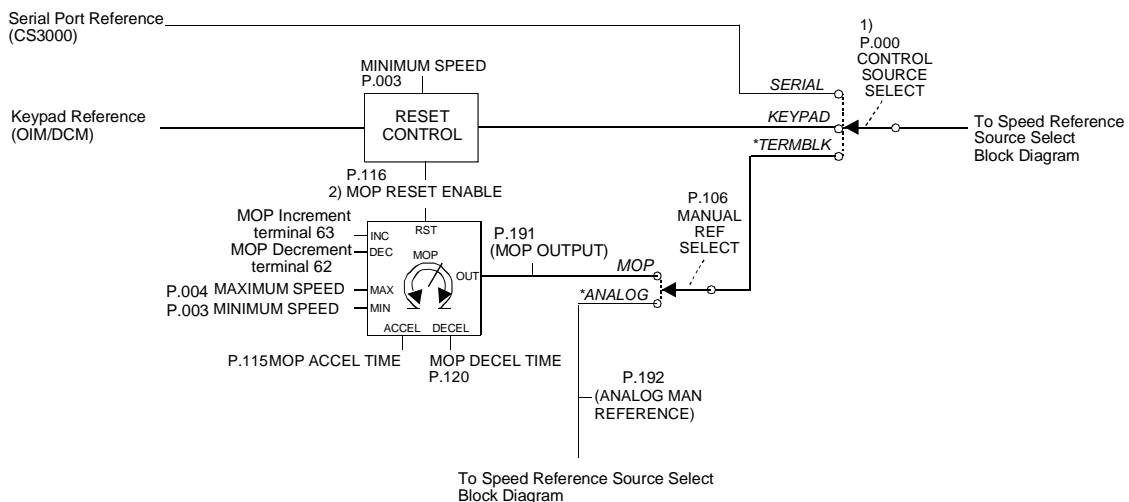 Serial Port Reference
(CS3000)
1)
P.000
CONTROL
SOURCE
SELECT
MINIMUM SPEED
P.003
SERIAL
Keypad Reference
(OIM/DCM)
RESET
CONTROL
KEYPAD
To Speed Reference
Source Select
Block Diagram
*TERMBLK
P.116
2) MOP RESET ENABLE
P.106
MANUAL
REF
SELECT
MOP Increment
terminal 63
MOP Decrement
terminal 62
INC
DEC
RST
MOP
OUT
P.191
(MOP OUTPUT)
MOP
*ANALOG
P.004 MAXIMUM SPEED
MAX
P.003 MINIMUM SPEED
MIN
ACCEL DECEL
P.115MOP ACCEL TIME
MOP DECEL TIME
P.120
P.192
(ANALOG MAN
REFERENCE)
To Speed Reference Source Select
Block Diagram